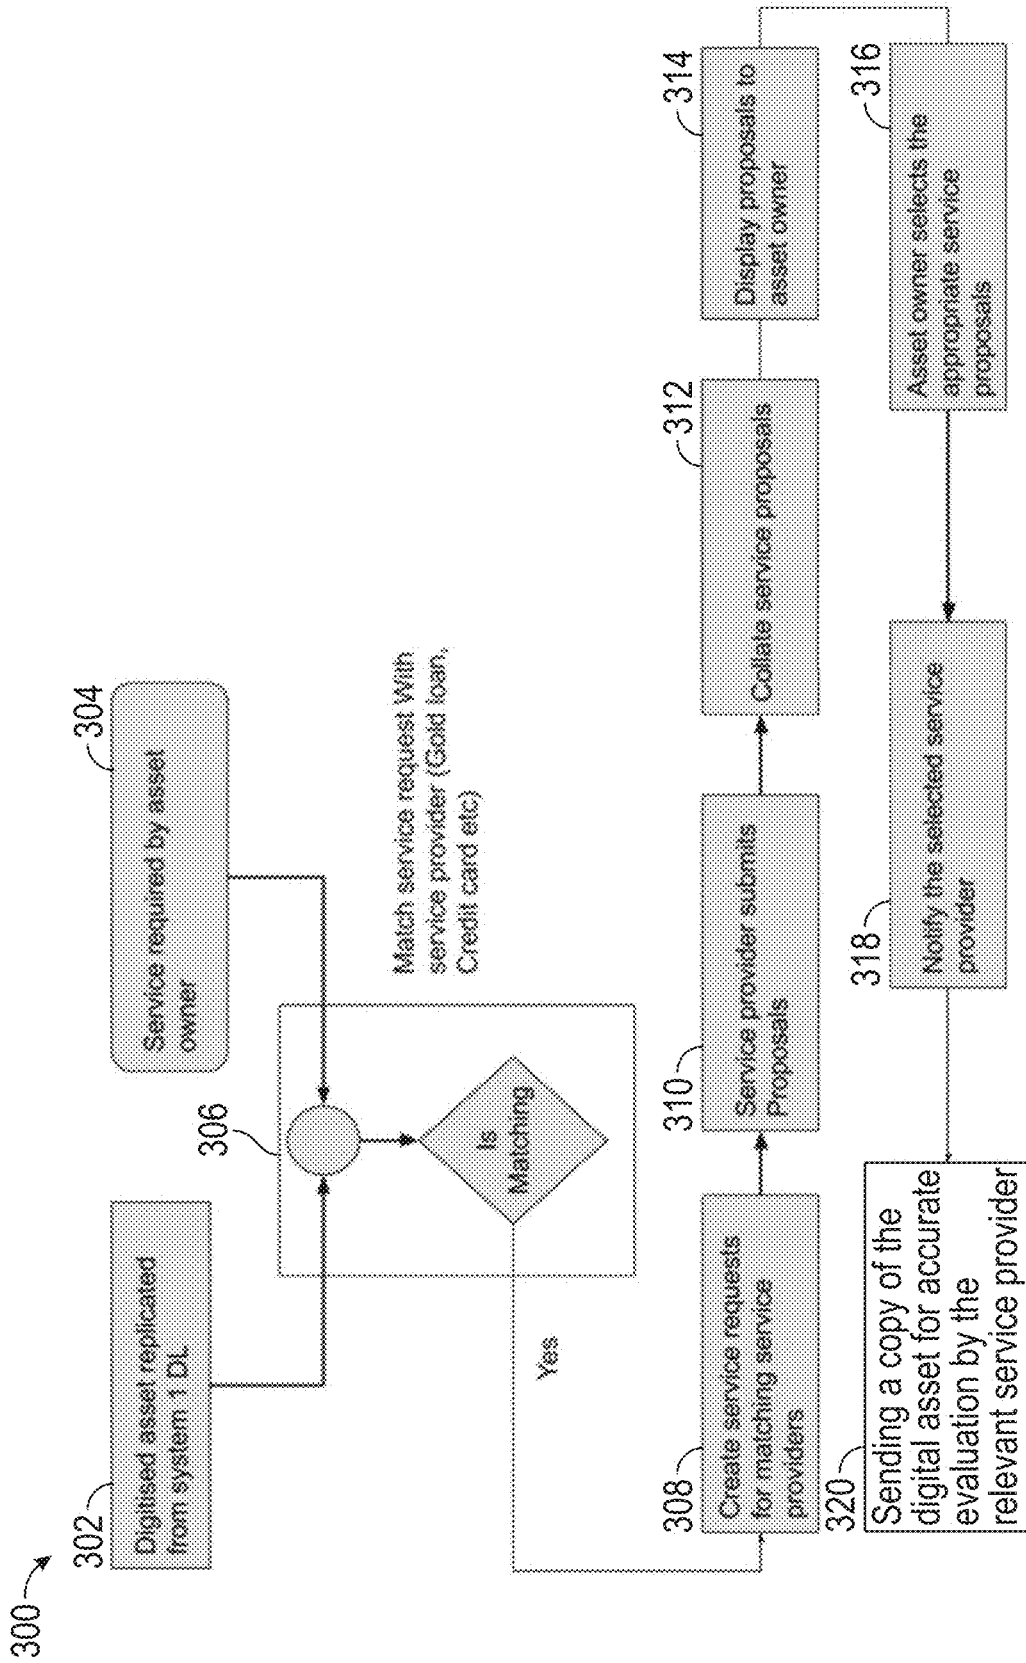 300
302
Digitised asset replicated
from system 1 DL
304
Service required by asset
owner
306
Is
Matching
Match service request With
service provider (Gold loan,
Credit card etc)
Yes
308
Create service requests
for matching service
providers
310
Service provider submits
Proposals
312
Collate service proposals
314
Display proposals to
asset owner
316
Asset owner selects the
appropriate service
proposals
318
Notify the selected service
provider
320
Sending a copy of the
digital asset for accurate
evaluation by the
relevant service provider